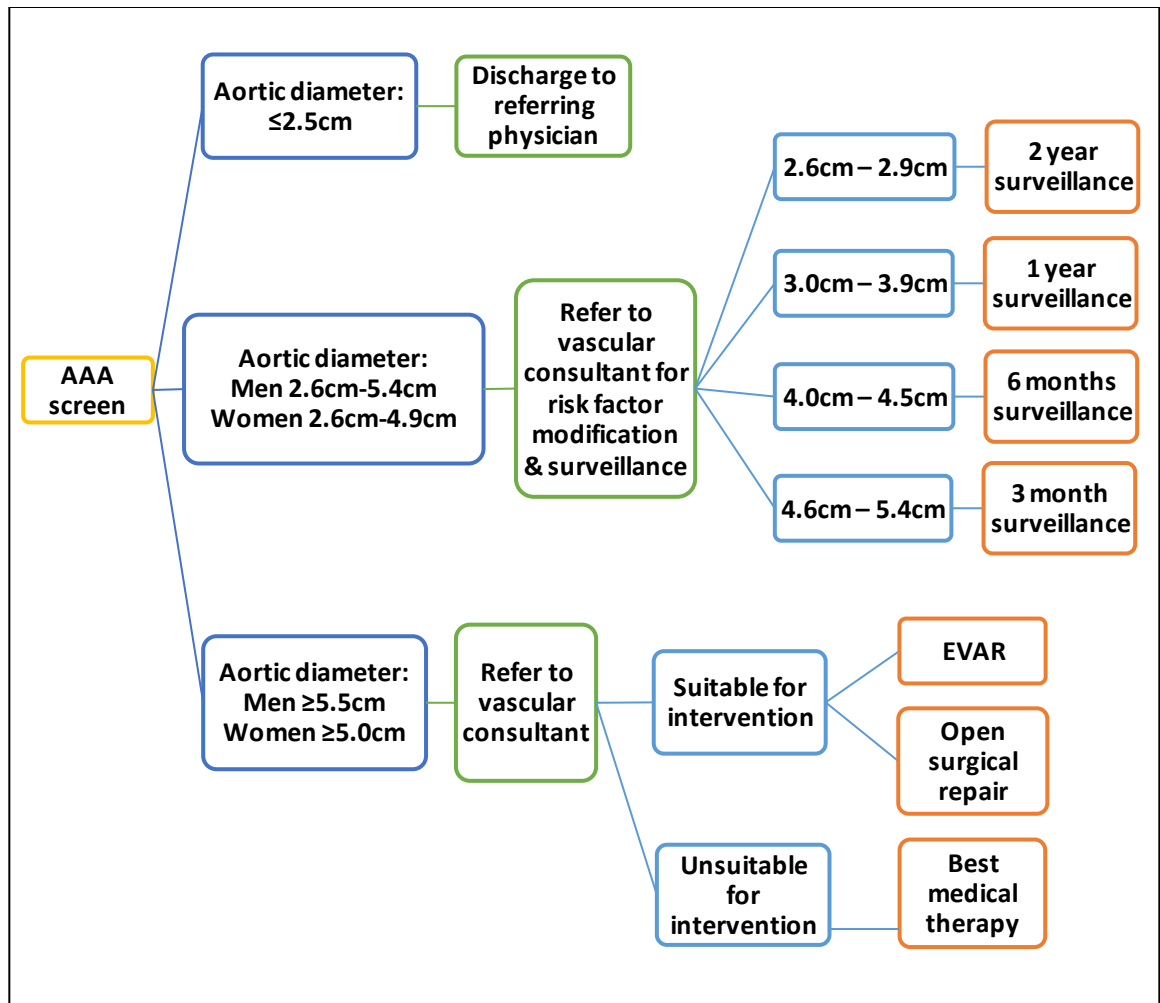 AAA
screen
Aortic diameter:
≤2.5cm
Discharge to
referring
physician
Aortic diameter:
Men 2.6cm-5.4cm
Women 2.6cm-4.9cm
Refer to
vascular
consultant for
risk factor
modification
& surveillance
2.6cm – 2.9cm
2 year
surveillance
3.0cm – 3.9cm
1 year
surveillance
4.0cm – 4.5cm
6 months
surveillance
4.6cm – 5.4cm
3 month
surveillance
Aortic diameter:
Men ≥5.5cm
Women ≥5.0cm
Refer to
vascular
consultant
Suitable for
intervention
EVAR
Open
surgical
repair
Unsuitable
for
intervention
Best
medical
therapy